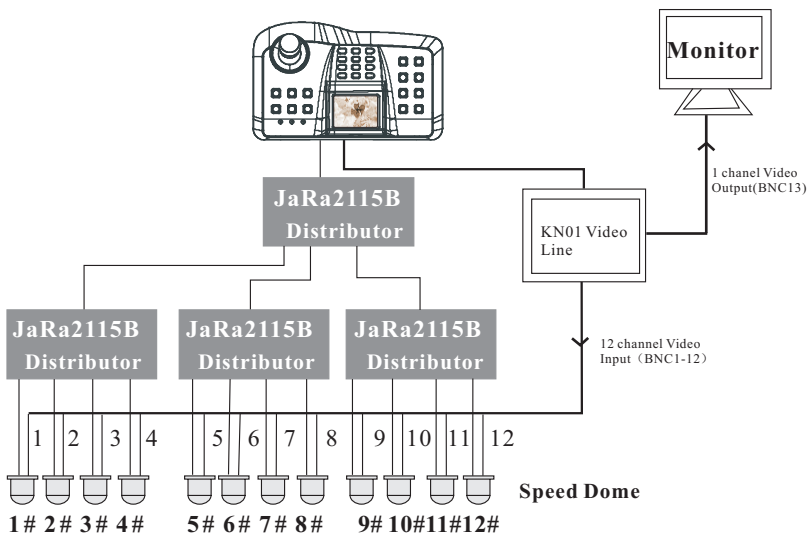 Monitor
1 chanel Video
Output(BNC13)
JaRa2115B
Distributor
KN01 Video
Line
JaRa2115B
Distributor
JaRa2115B
Distributor
JaRa2115B
Distributor
12 channel Video
Input（BNC1-12）
1 2 3 4 5 6 7 8 9 10 11 12
Speed Dome
1# 2# 3# 4# 5# 6# 7# 8# 9# 10# 11# 12#